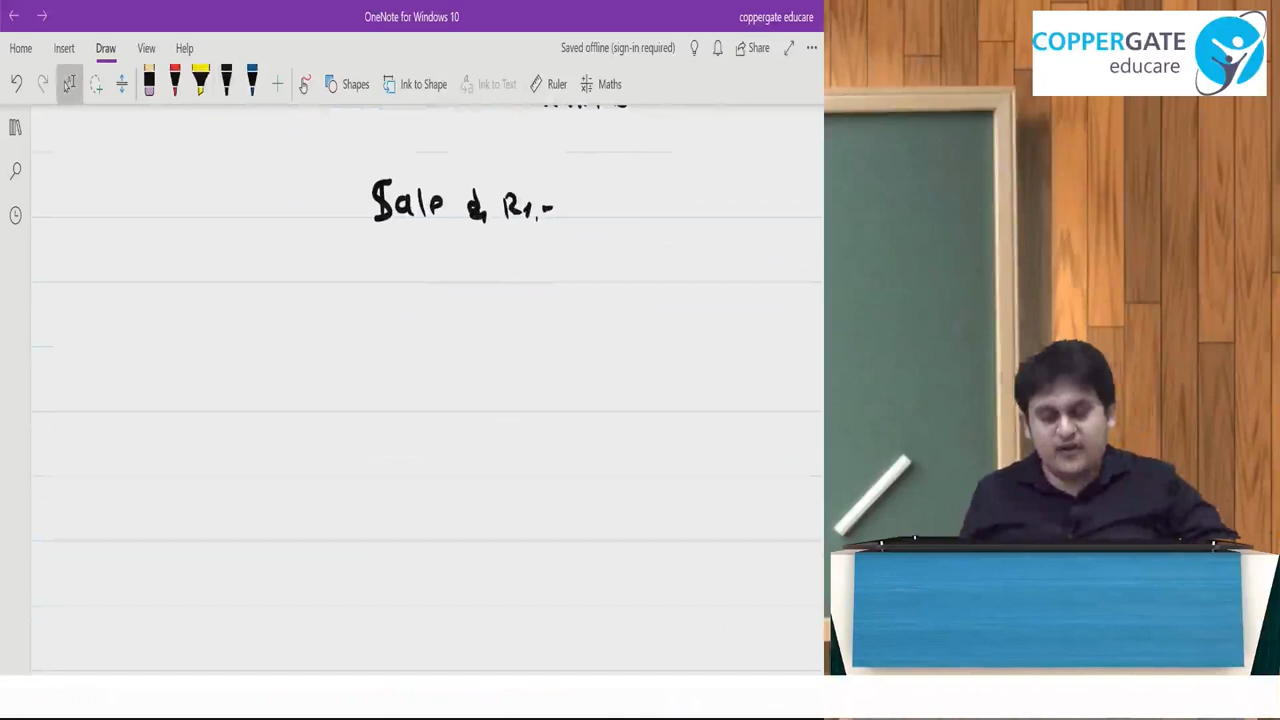 OneNote for Windows 10
coppergate educare
Home Insert Draw View Help
Saved offline (sign-in required) Share
Shapes Ink to Shape Ink to Text Ruler Maths
COPPERGATE
educare
Sale &